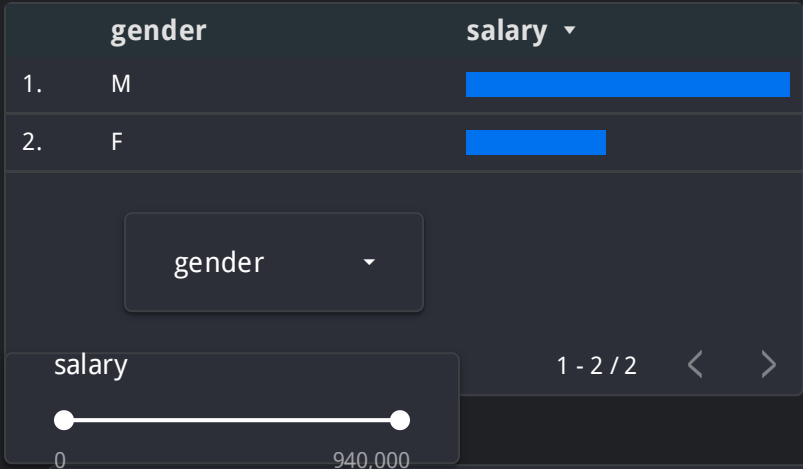 gender salary
1. M
2. F
gender
1 - 2 / 2
salary
0 940,000